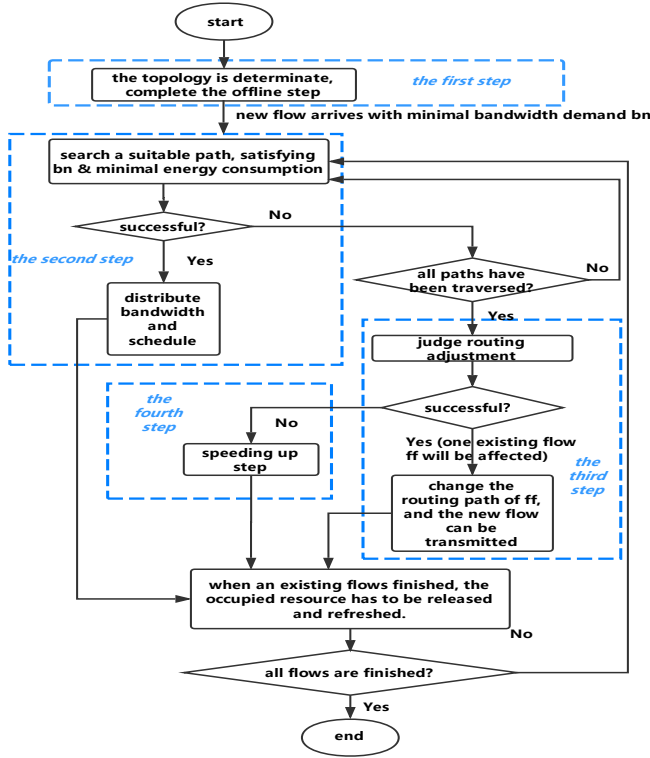 start
the topology is determinate,
complete the offline step
the first step
new flow arrives with minimal bandwidth demand bn
search a suitable path, satisfying
bn & minimal energy consumption
successful?
No
Yes
the second step
all paths have
been traversed?
No
Yes
distribute
bandwidth
and
schedule
judge routing
adjustment
the
fourth
step
successful?
No
Yes (one existing flow
ff will be affected)
speeding up
step
the
third
step
change the
routing path of ff,
and the new flow
can be
transmitted
when an existing flows finished, the
occupied resource has to be released
and refreshed.
No
all flows are finished?
Yes
end